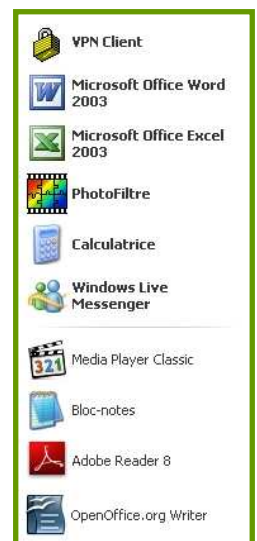 VPN Client
Microsoft Office Word
2003
Microsoft Office Excel
2003
PhotoFiltre
Calculatrice
Windows Live
Messenger
321
Media Player Classic
Bloc-notes
Adobe Reader 8
OpenOffice.org Writer